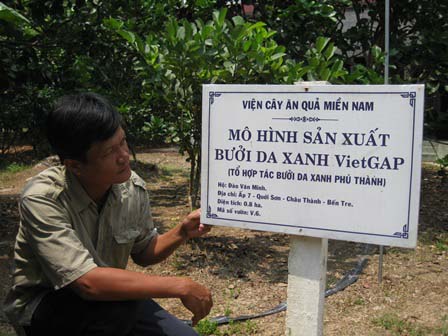 VIỆN CÂY ĂN QUẢ MIỀN NAM
MÔ HÌNH SẢN XUẤT
BƯỞI DA XANH VietGAP
(TỔ HỢP TÁC BƯỞI DA XANH PHÚ THÀNH)
Hộ: Đào Văn Minh.
Địa chỉ: Ấp 7 - Quới Sơn - Châu Thành - Bến Tre.
Diện tích: 0.8 ha.
Mã số vườn: V.6.